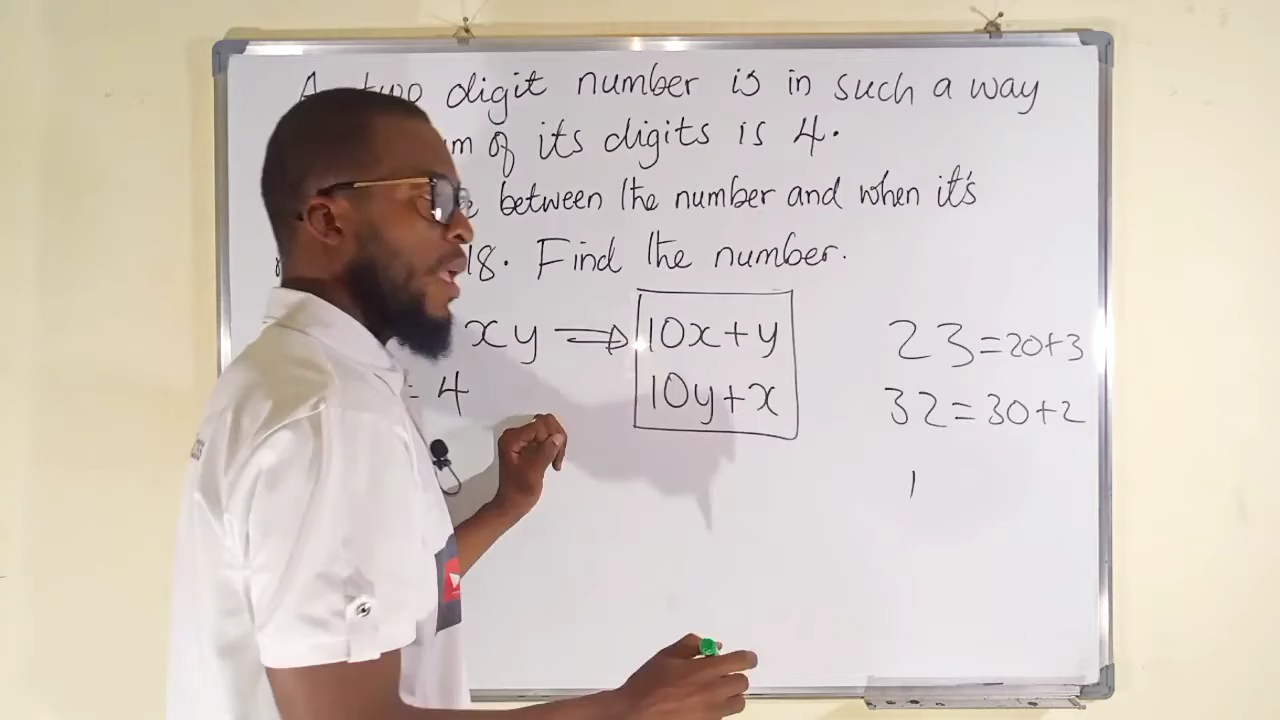 A two digit number is in such a way
of its digits is 4.
between the number and when it's
18. Find the number.
xy ⇒ 10x+y
23=20+3
= 4
10y+x
32=30+2
1